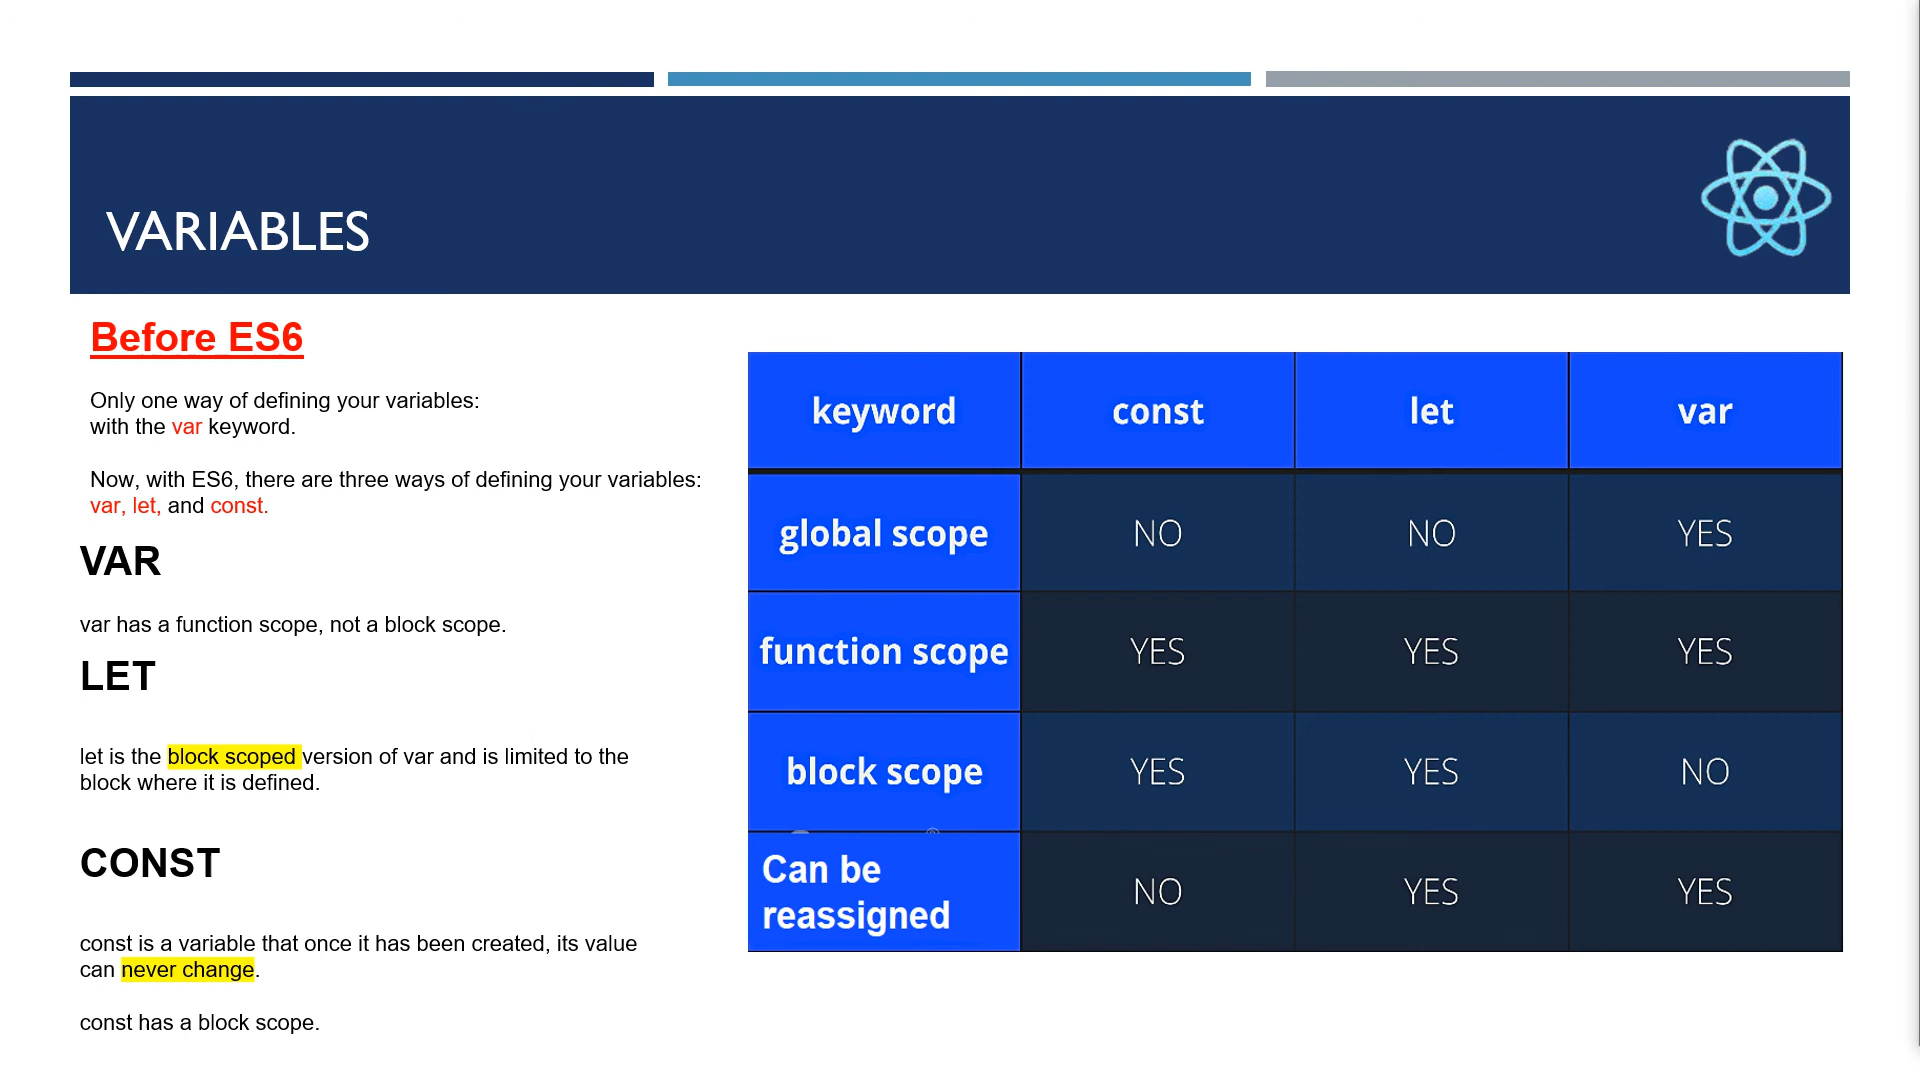 VARIABLES
Before ES6
Only one way of defining your variables:
with the var keyword.
Now, with ES6, there are three ways of defining your variables:
var, let, and const.
VAR
var has a function scope, not a block scope.
LET
let is the block scoped version of var and is limited to the
block where it is defined.
CONST
const is a variable that once it has been created, its value
can never change.
const has a block scope.
keyword const let var
global scope NO NO YES
function scope YES YES YES
block scope YES YES NO
Can be
reassigned NO YES YES